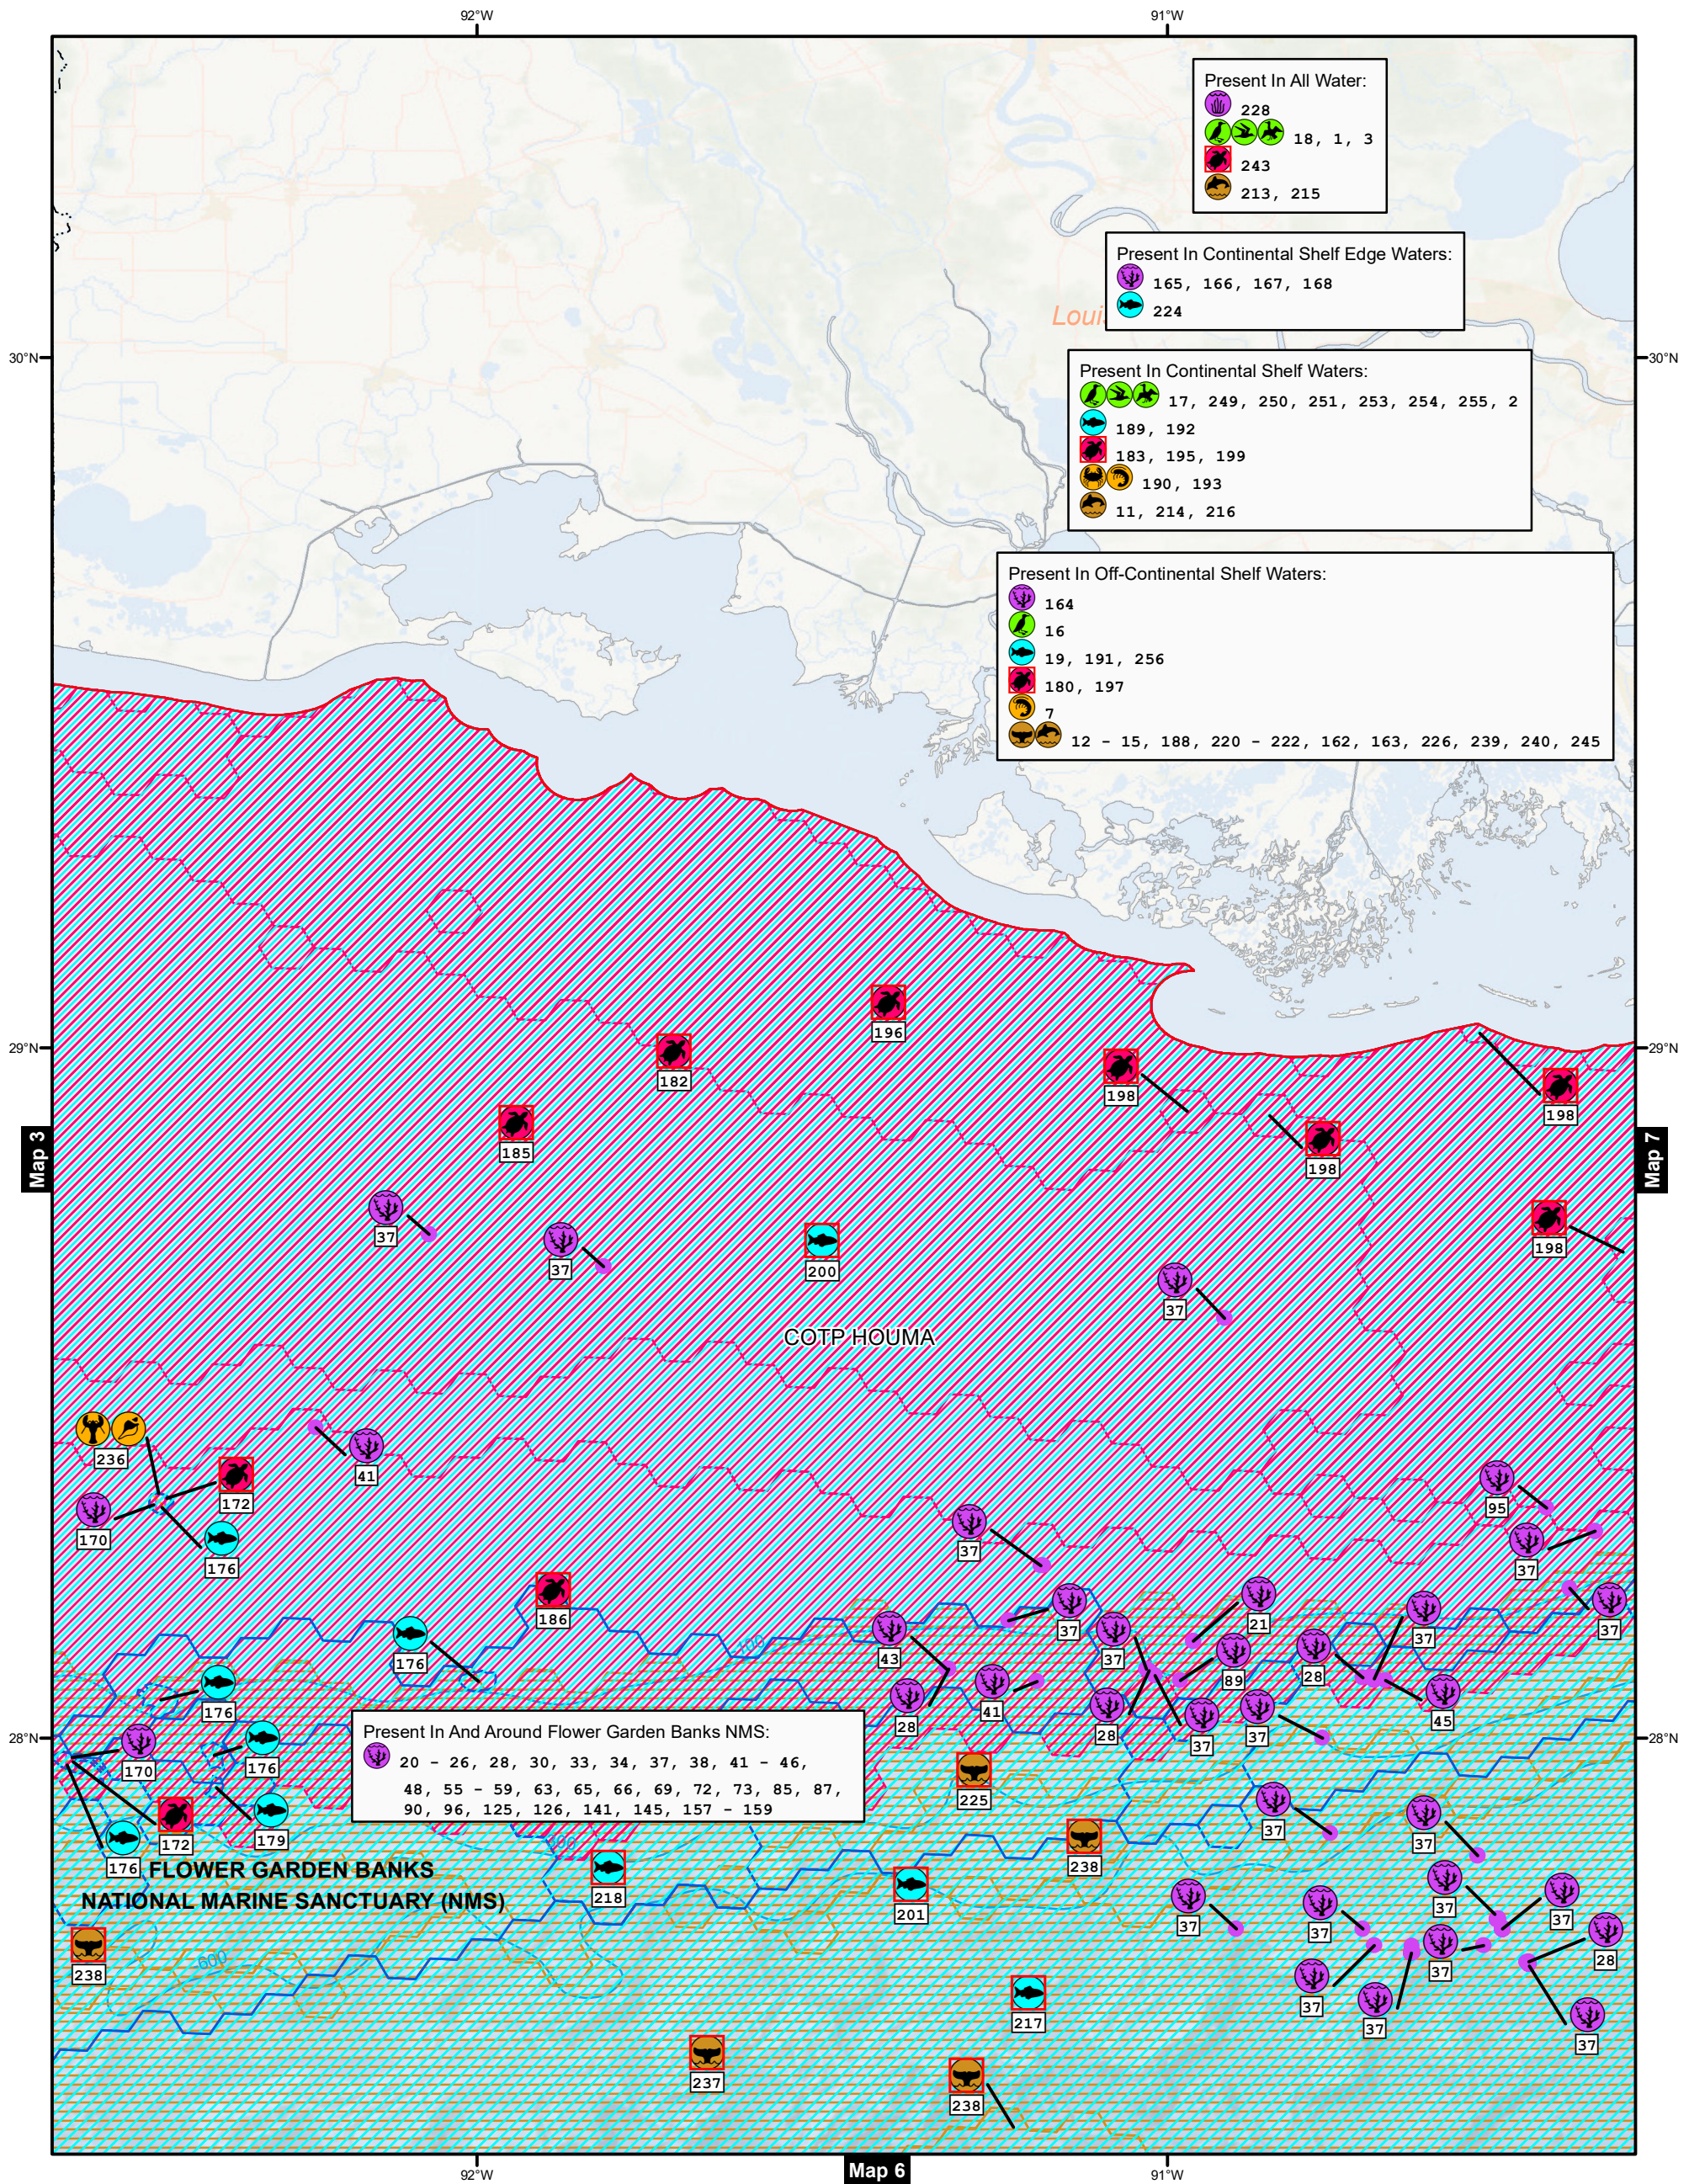 92°W
91°W
Present In All Water:
228
18, 1, 3
243
213, 215
Present In Continental Shelf Edge Waters:
165, 166, 167, 168
224
30°N
30°N
Present In Continental Shelf Waters:
17, 249, 250, 251, 253, 254, 255, 2
189, 192
183, 195, 199
190, 193
11, 214, 216
Present In Off-Continental Shelf Waters:
164
16
19, 191, 256
180, 197
7
12 - 15, 188, 220 - 222, 162, 163, 226, 239, 240, 245
196
29°N
29°N
182
198
198
185
198
Map 3
Map 7
37
37
200
198
37
COTP HOUMA
236
41
172
95
170
37
176
37
186
37
21
37
37
100
43
176
37
89
28
176
28
41
28
37
37
45
28°N
28°N
170
176
Present In And Around Flower Garden Banks NMS:
20 - 26, 28, 30, 33, 34, 37, 38, 41 - 46,
48, 55 - 59, 63, 65, 66, 69, 72, 73, 85, 87,
90, 96, 125, 126, 141, 145, 157 - 159
225
37
37
172
179
176
238
FLOWER GARDEN BANKS
NATIONAL MARINE SANCTUARY (NMS)
218
201
37
37
37
37
28
238
600
37
37
37
37
217
237
238
92°W
91°W
Map 6